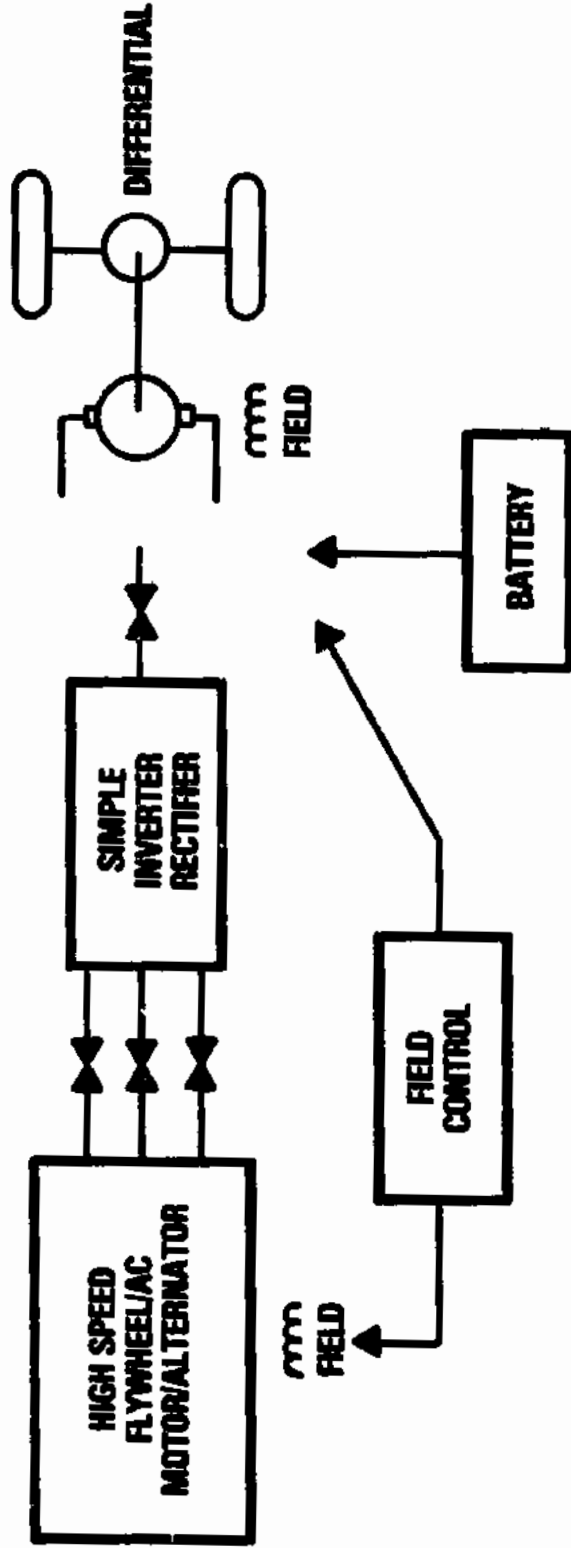 HIGH SPEED
FLYWHEEL/AC
MOTOR/ALTERNATOR
SIMPLE
INVERTER
RECTIFIER
DIFFERENTIAL
FIELD
FIELD
FIELD
CONTROL
BATTERY